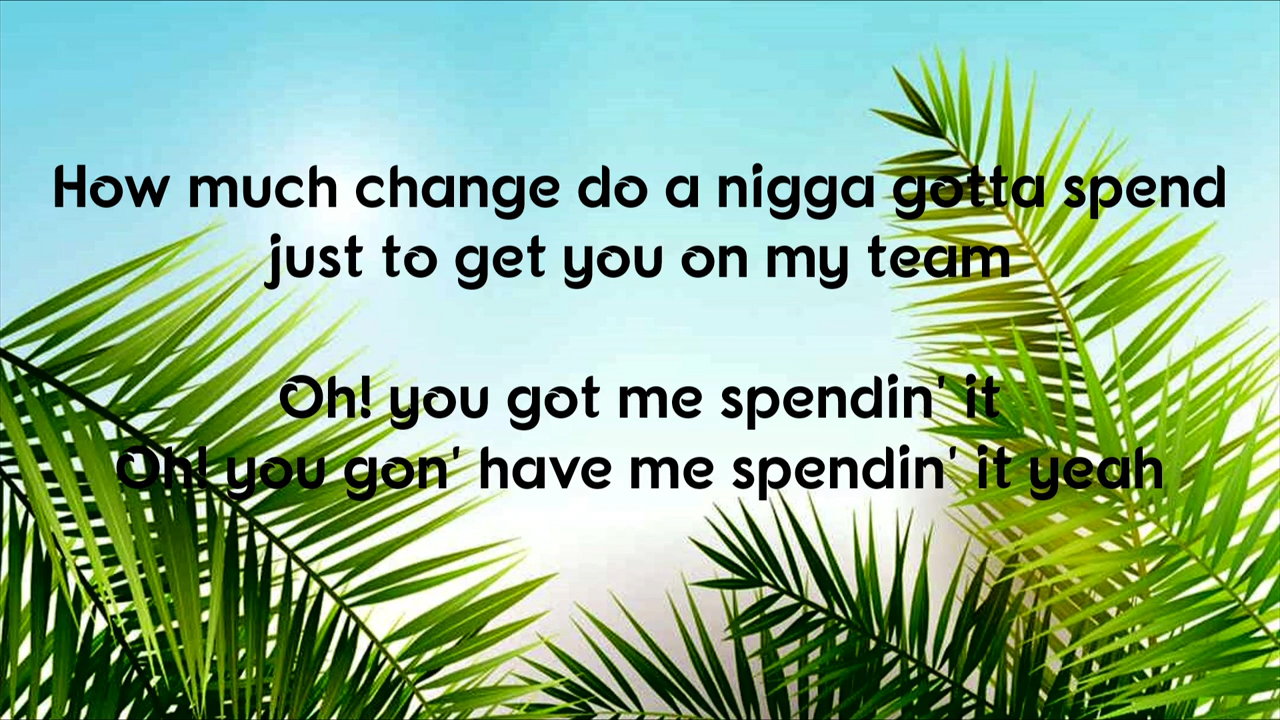 How much change do a nigga gotta spend
just to get you on my team
Oh! you got me spendin' it
Oh! you gon' have me spendin' it yeah